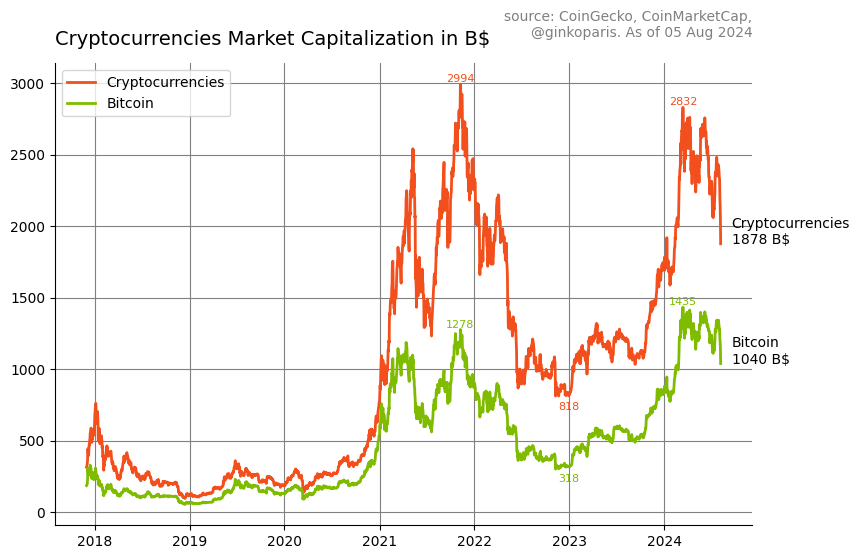 source: CoinGecko, CoinMarketCap,
@ginkoparis. As of 05 Aug 2024
Cryptocurrencies Market Capitalization in B$
Cryptocurrencies
Bitcoin
3000
2500
2000
1500
1000
500
0
2994
2832
1278
1435
818
318
Cryptocurrencies
1878 B$
Bitcoin
1040 B$
2018 2019 2020 2021 2022 2023 2024